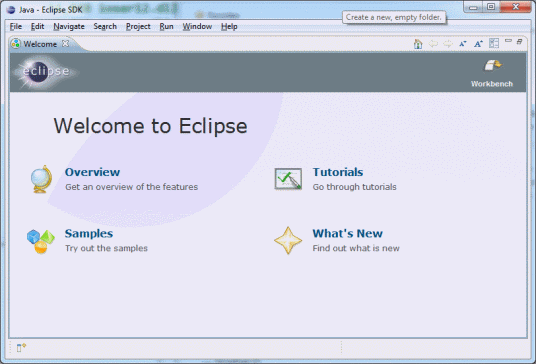 Java - Eclipse SDK
Create a new, empty folder.
File Edit Navigate Search Project Run Window Help
Welcome
eclipse
Workbench
Welcome to Eclipse
Overview
Get an overview of the features
Tutorials
Go through tutorials
Samples
Try out the samples
What's New
Find out what is new